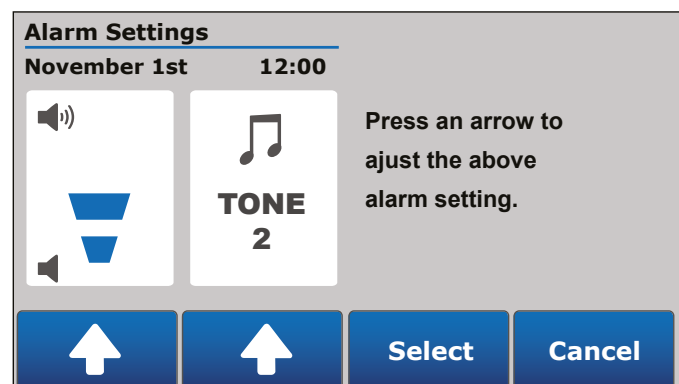 Alarm Settings
November 1st 12:00
TONE
2
Press an arrow to
ajust the above
alarm setting.
Select Cancel